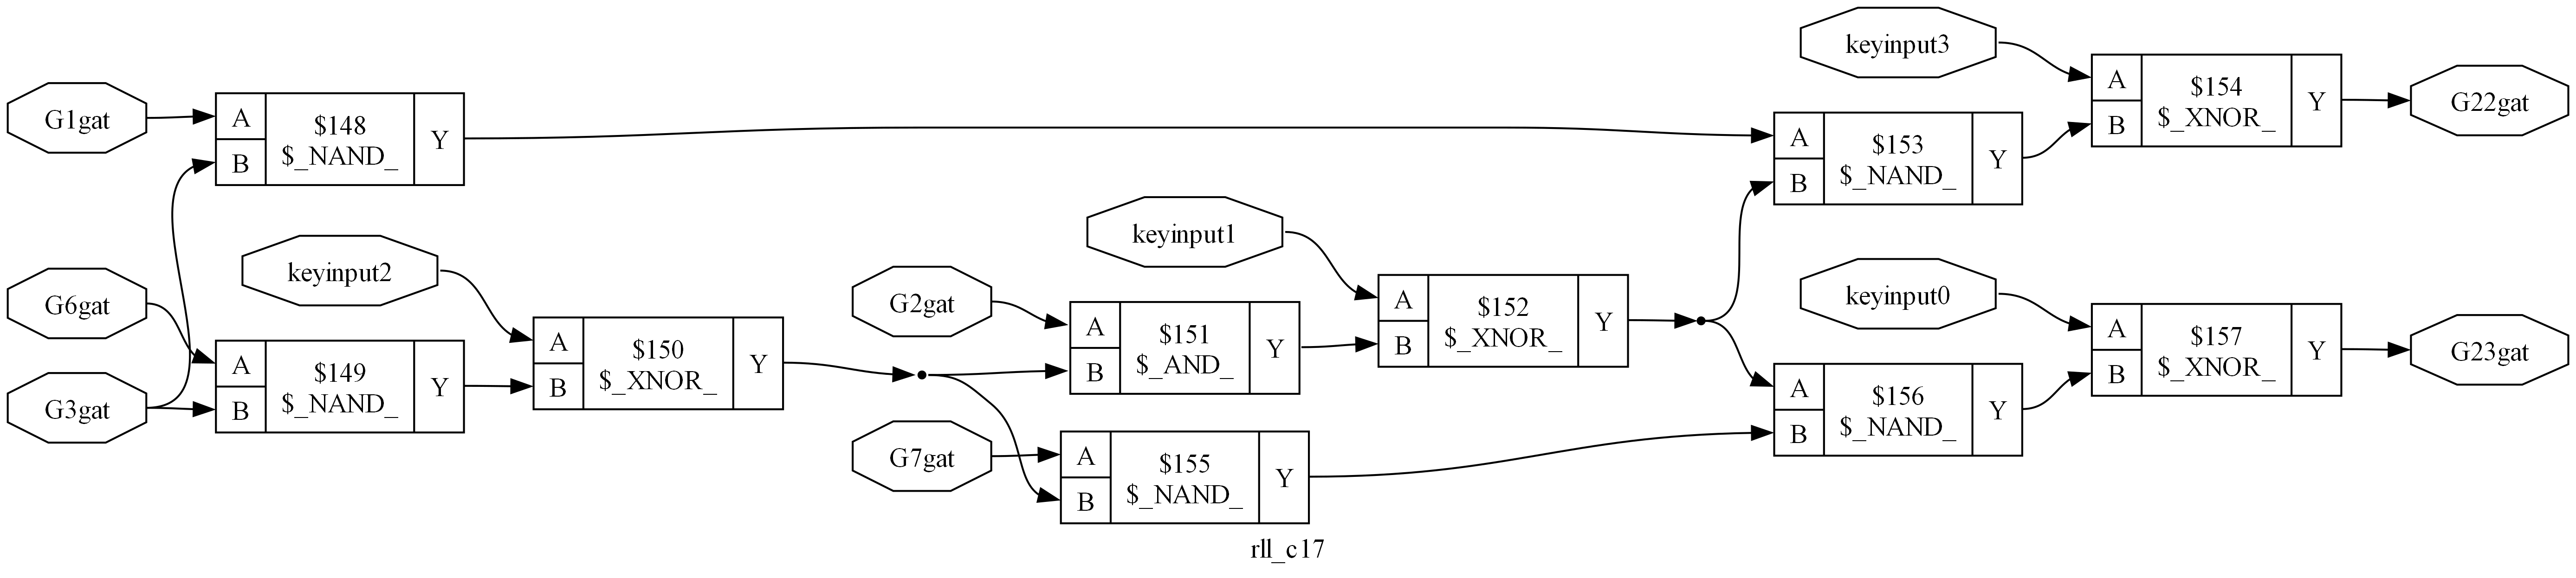 G1gat
G6gat
G3gat
A
B
$148
$_NAND_
Y
keyinput2
A
B
$149
$_NAND_
Y
A
B
$150
$_XNOR_
Y
G2gat
G7gat
keyinput1
A
B
$151
$_AND_
Y
A
B
$155
$_NAND_
Y
A
B
$152
$_XNOR_
Y
keyinput3
A
B
$153
$_NAND_
Y
keyinput0
A
B
$156
$_NAND_
Y
A
B
$154
$_XNOR_
Y
A
B
$157
$_XNOR_
Y
G22gat
G23gat
rll_c17